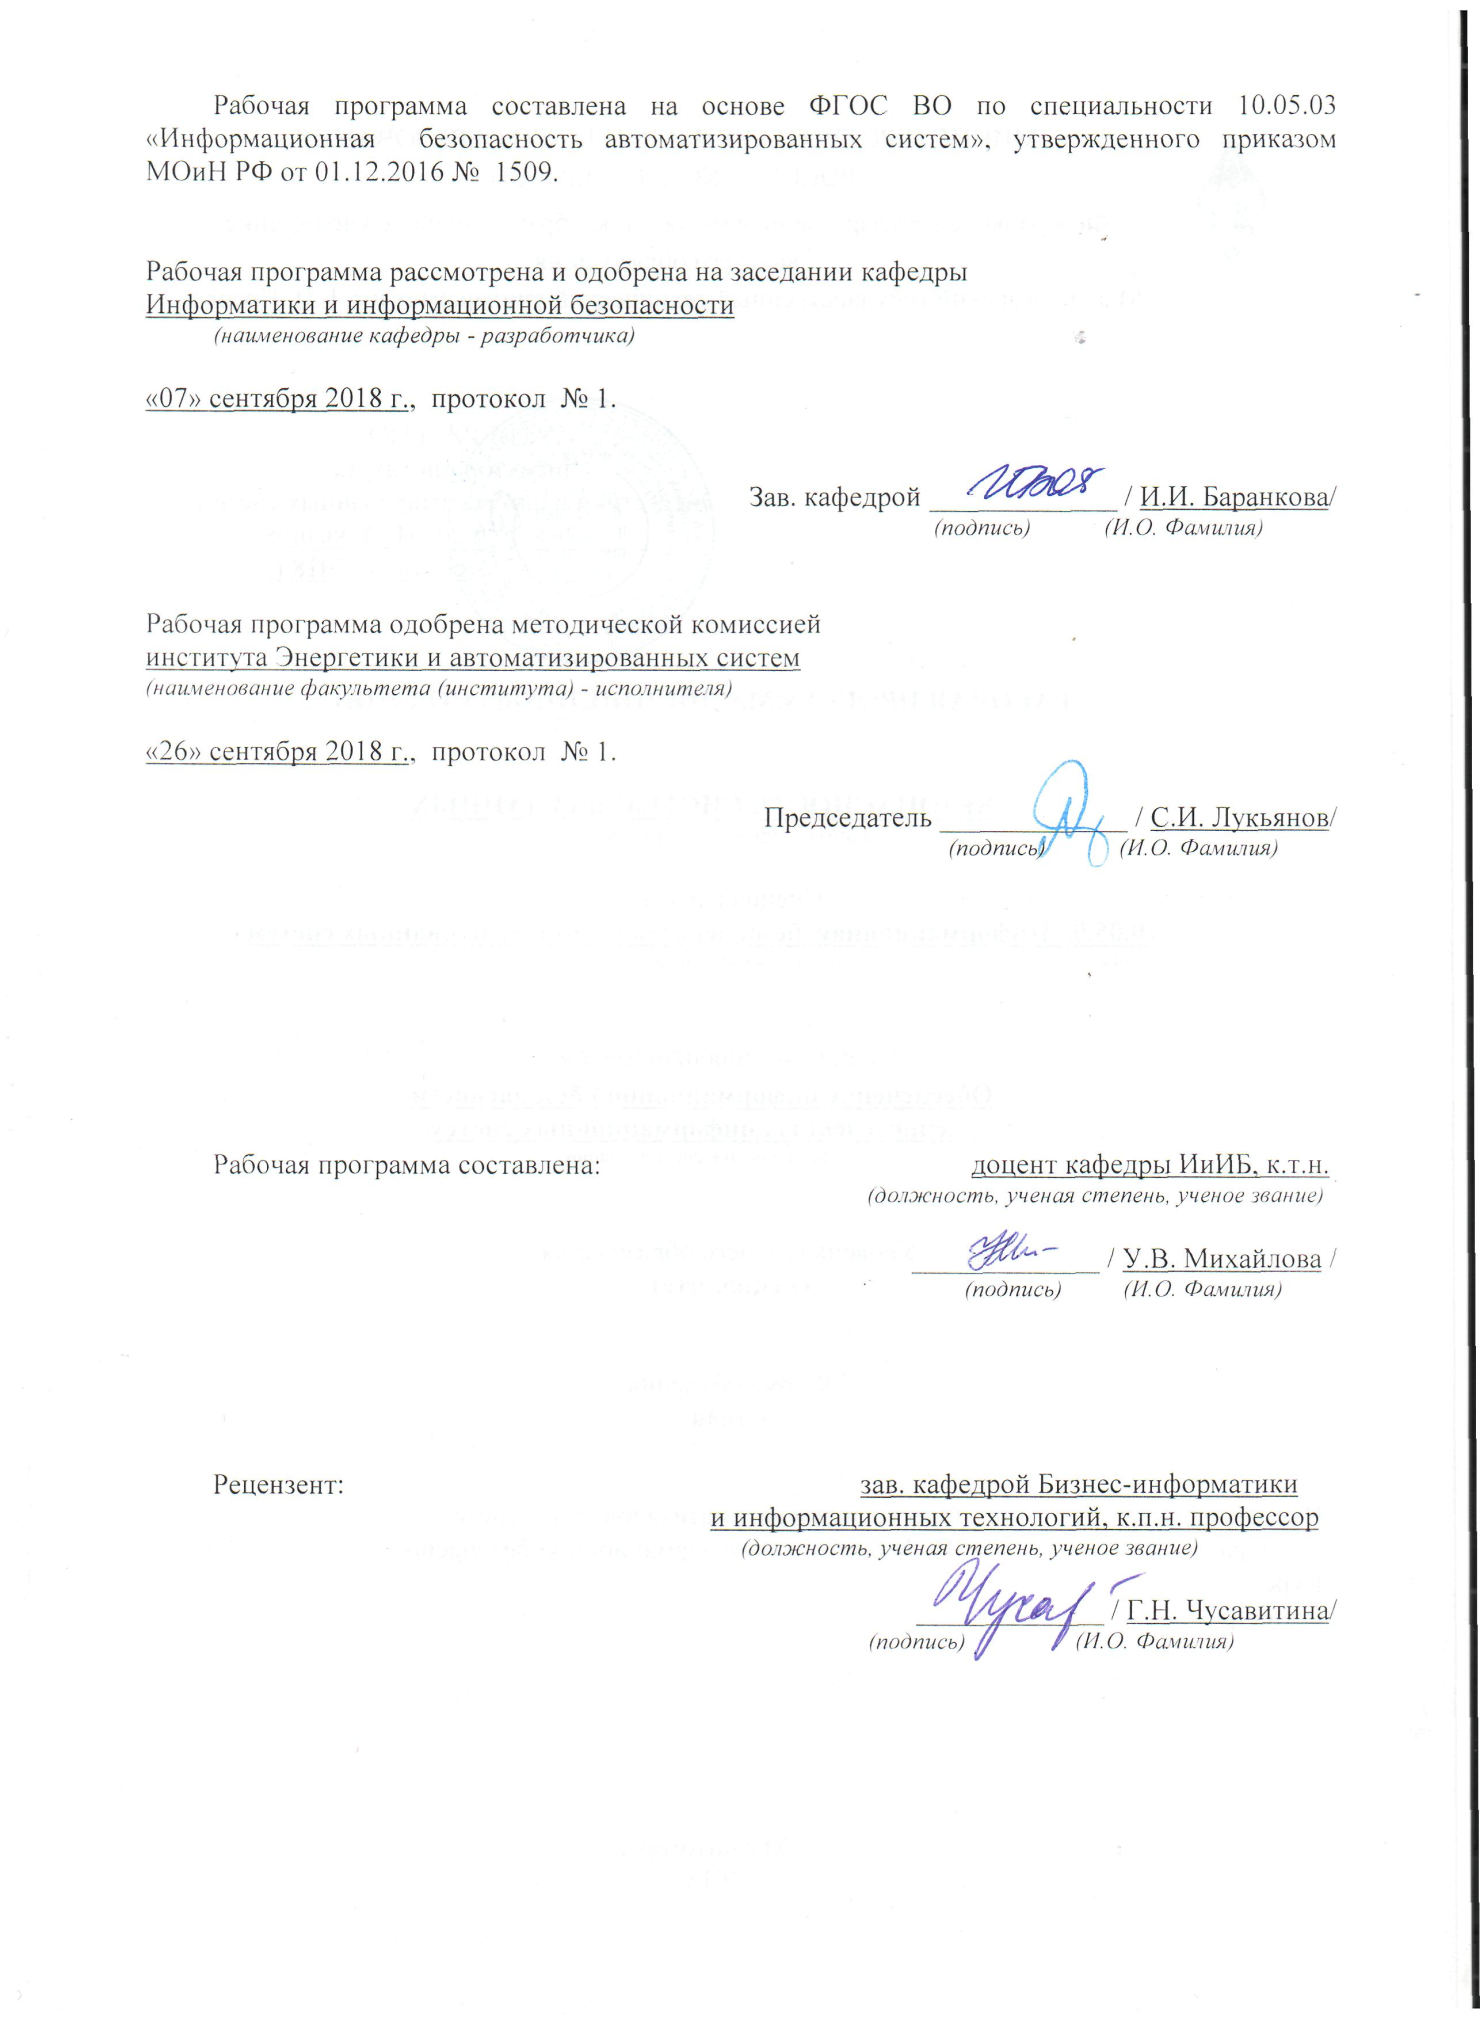 Рабочая программа составлена на основе ФГОС ВО по специальности 10.05.03
«Информационная безопасность автоматизированных систем», утвержденного приказом
МОиН РФ от 01.12.2016 № 1509.
Рабочая программа рассмотрена и одобрена на заседании кафедры
Информатики и информационной безопасности
(наименование кафедры - разработчика)
«07» сентября 2018 г., протокол № 1.
Зав. кафедрой _____________ / И.И. Баранкова/
(подпись) (И.О. Фамилия)
Рабочая программа одобрена методической комиссией
института Энергетики и автоматизированных систем
(наименование факультета (института) - исполнителя)
«26» сентября 2018 г., протокол № 1.
Председатель _____________ / С.И. Лукьянов/
(подпись) (И.О. Фамилия)
Рабочая программа составлена: доцент кафедры ИиИБ, к.т.н.
(должность, ученая степень, ученое звание)
_____________ / У.В. Михайлова /
(подпись) (И.О. Фамилия)
Рецензент: зав. кафедрой Бизнес-информатики
и информационных технологий, к.п.н. профессор
(должность, ученая степень, ученое звание)
_____________ / Г.Н. Чусавитина/
(подпись) (И.О. Фамилия)